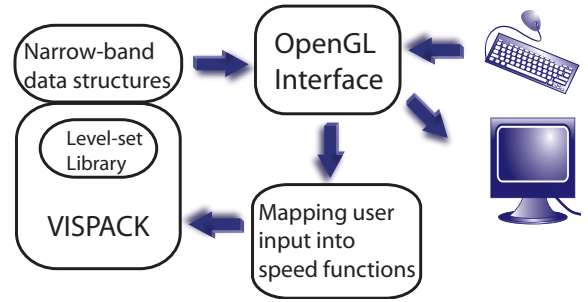 Narrow-band
data structures
OpenGL
Interface
Level-set
Library
VISPACK
Mapping user
input into
speed functions